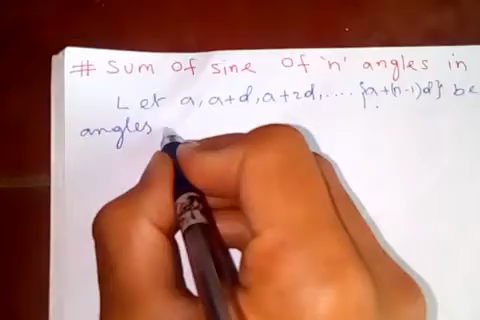 # Sum of sine of 'n' angles in
Let a, a+d, a+2d, .... {a+(n-1)d} be
angles